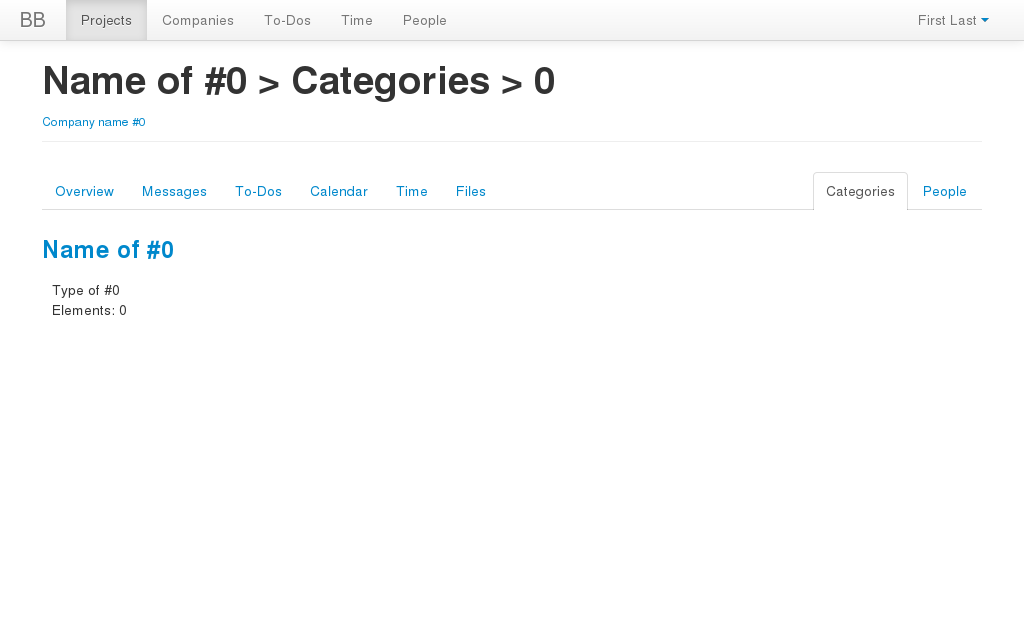 BB Projects Companies To-Dos Time People First Last
Name of #0 > Categories > 0
Company name #0
Overview Messages To-Dos Calendar Time Files Categories People
Name of #0
Type of #0
Elements: 0